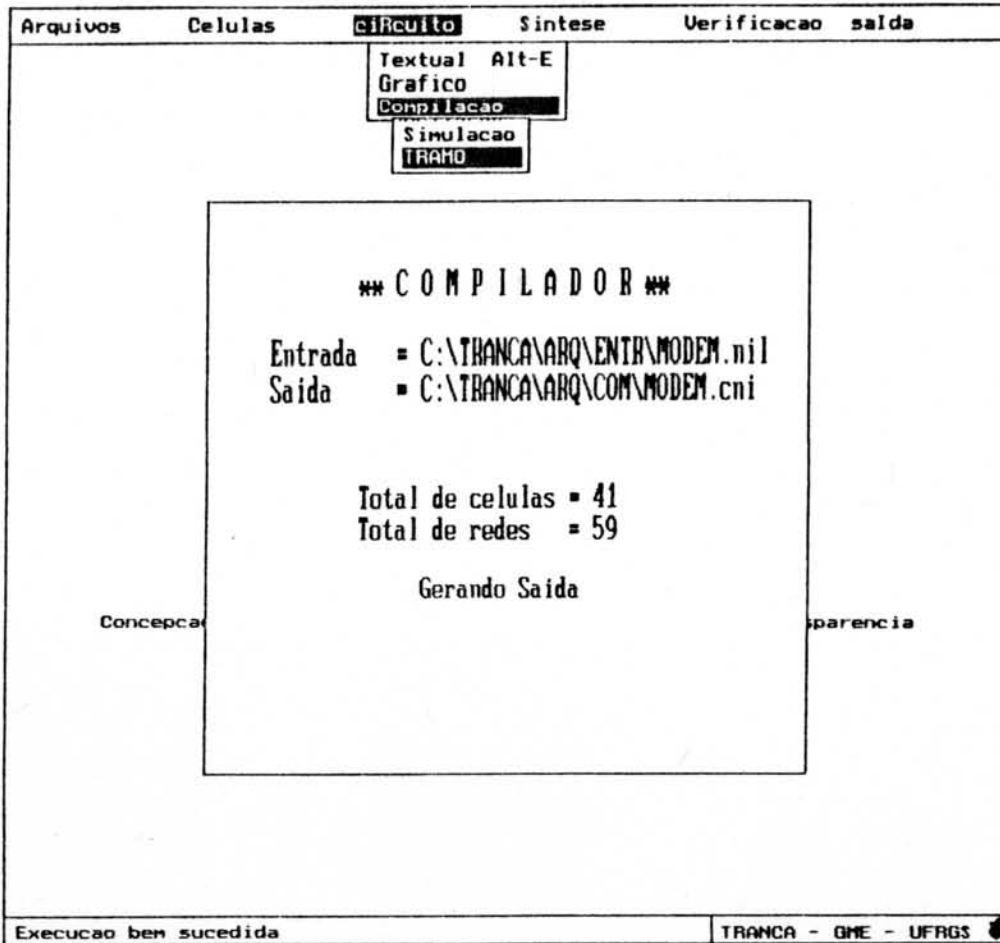 Arquivos Celulas ciRcuito Sintese Verificacao saIda
Textual Alt-E
Grafico
Compilacao
Simulacao
TRAMO
** C O M P I L A D O R **
Entrada = C:\TRANCA\ARQ\ENTR\MODEM.nil
Saida = C:\TRANCA\ARQ\COM\MODEM.cni
Total de celulas = 41
Total de redes = 59
Gerando Saida
Concepca sparencia
Execucao bem sucedida TRANCA - GME - UFRGS